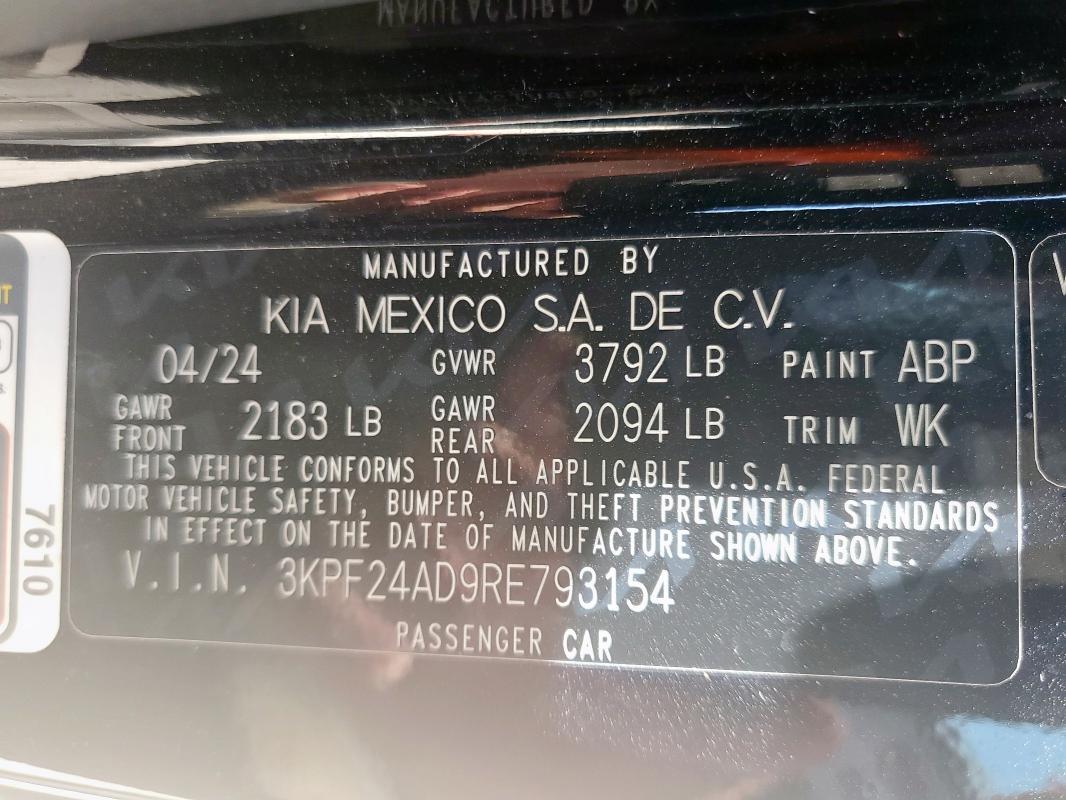 MANUFACTURED BY
KIA MEXICO S.A. DE C.V.
04/24 GVWR 3792 LB PAINT ABP
GAWR FRONT 2183 LB GAWR REAR 2094 LB TRIM WK
THIS VEHICLE CONFORMS TO ALL APPLICABLE U.S.A. FEDERAL
MOTOR VEHICLE SAFETY, BUMPER, AND THEFT PREVENTION STANDARDS
IN EFFECT ON THE DATE OF MANUFACTURE SHOWN ABOVE.
V.I.N. 3KPF24AD9RE793154
PASSENGER CAR
7610